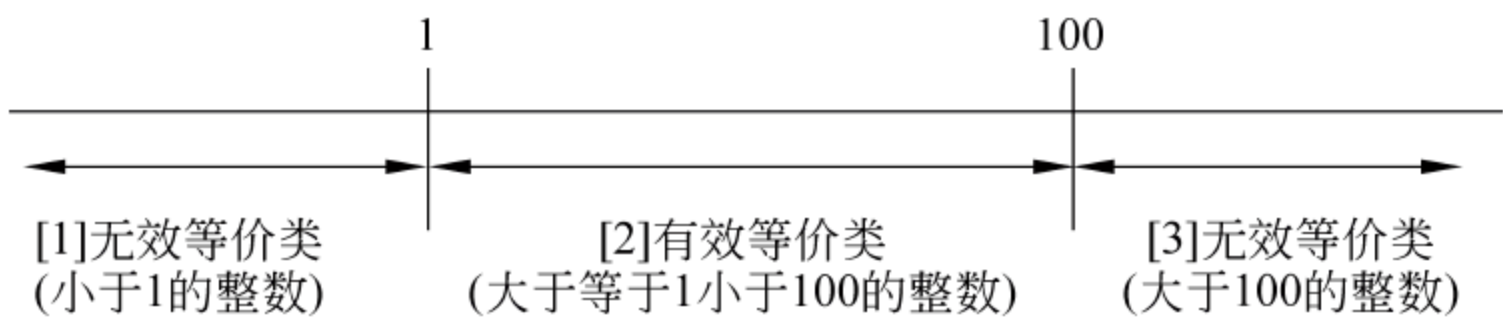 1
100
[1]无效等价类
(小于1的整数)
[2]有效等价类
(大于等于1小于100的整数)
[3]无效等价类
(大于100的整数)